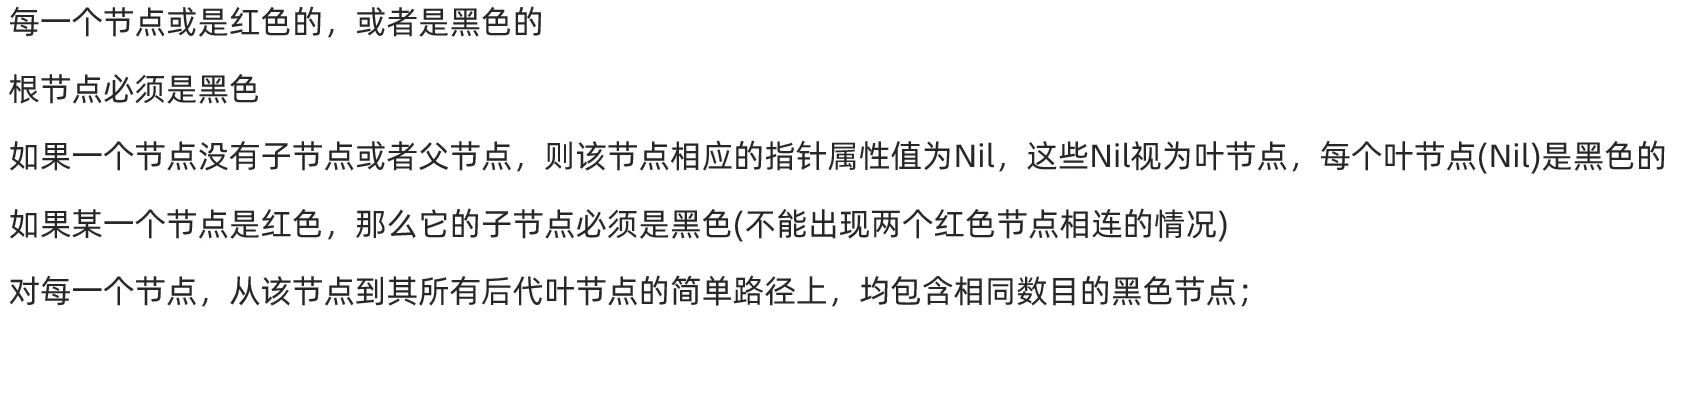 每一个节点或是红色的，或者是黑色的
根节点必须是黑色
如果一个节点没有子节点或者父节点，则该节点相应的指针属性值为Nil，这些Nil视为叶节点，每个叶节点(Nil)是黑色的
如果某一个节点是红色，那么它的子节点必须是黑色(不能出现两个红色节点相连的情况)
对每一个节点，从该节点到其所有后代叶节点的简单路径上，均包含相同数目的黑色节点；